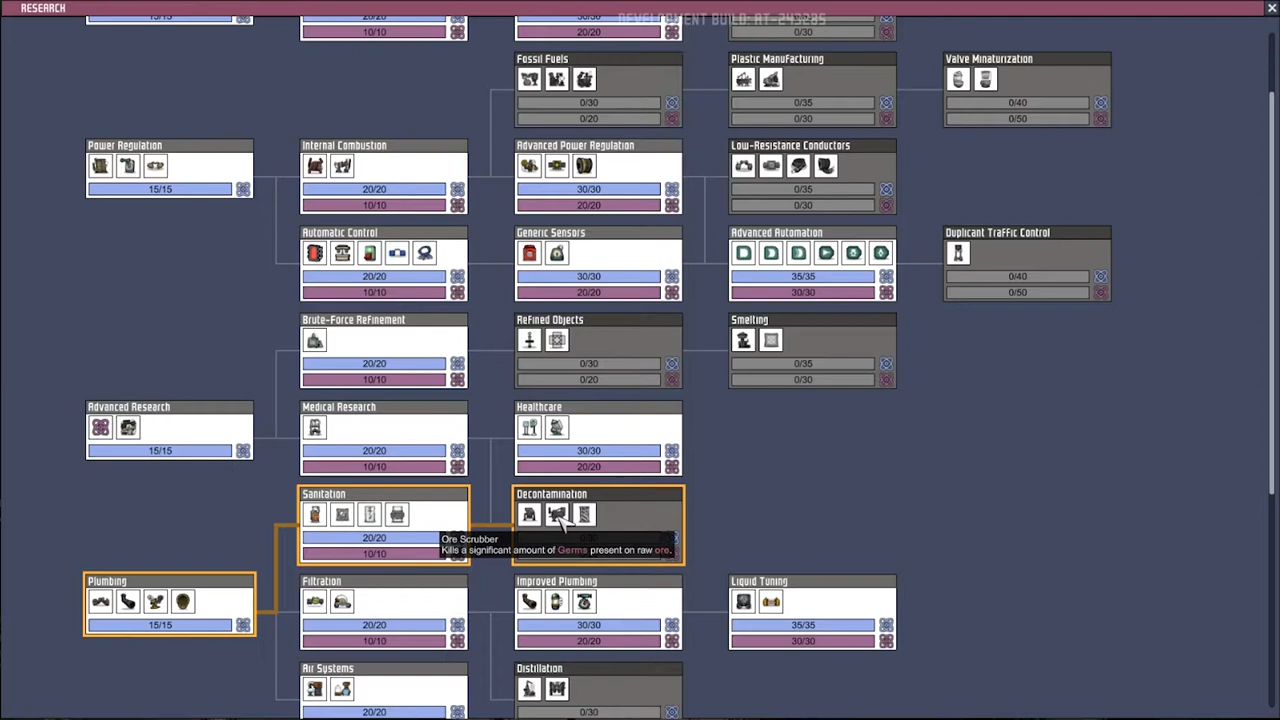 RESEARCH
DEVELOPMENT BUILD: AT-243285
15/15
10/10
20/20
0/30
Fossil Fuels
Plastic Manufacturing
Valve Minaturization
0/30
0/35
0/40
0/20
0/30
0/50
Power Regulation
Internal Combustion
Advanced Power Regulation
Low-Resistance Conductors
15/15
20/20
30/30
0/35
10/10
20/20
0/30
Automatic Control
Generic Sensors
Advanced Automation
Duplicant Traffic Control
20/20
30/30
35/35
0/40
10/10
20/20
30/30
0/50
Brute-Force Refinement
Refined Objects
Smelting
20/20
0/30
0/35
10/10
0/20
0/30
Advanced Research
Medical Research
Healthcare
15/15
20/20
30/30
10/10
20/20
Sanitation
Decontamination
20/20
10/10
Ore Scrubber
Kills a significant amount of Germs present on raw ore.
Plumbing
Filtration
Improved Plumbing
Liquid Tuning
15/15
20/20
30/30
35/35
10/10
20/20
30/30
Air Systems
Distillation
20/20
0/30